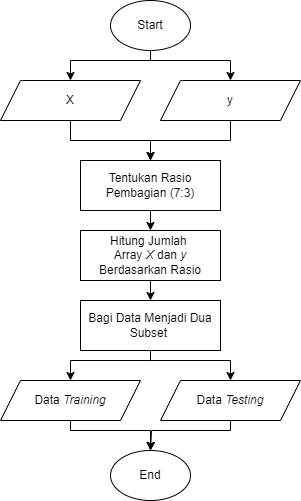 Start
X
y
Tentukan Rasio
Pembagian (7:3)
Hitung Jumlah
Array X dan y
Berdasarkan Rasio
Bagi Data Menjadi Dua
Subset
Data Training
Data Testing
End